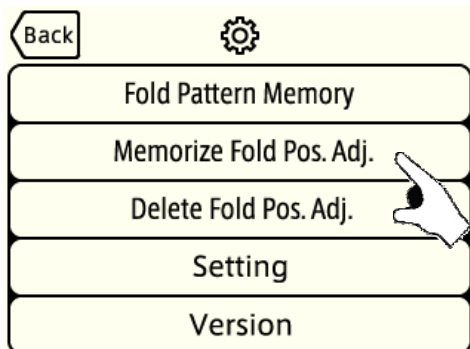 Back
Fold Pattern Memory
Memorize Fold Pos. Adj.
Delete Fold Pos. Adj.
Setting
Version